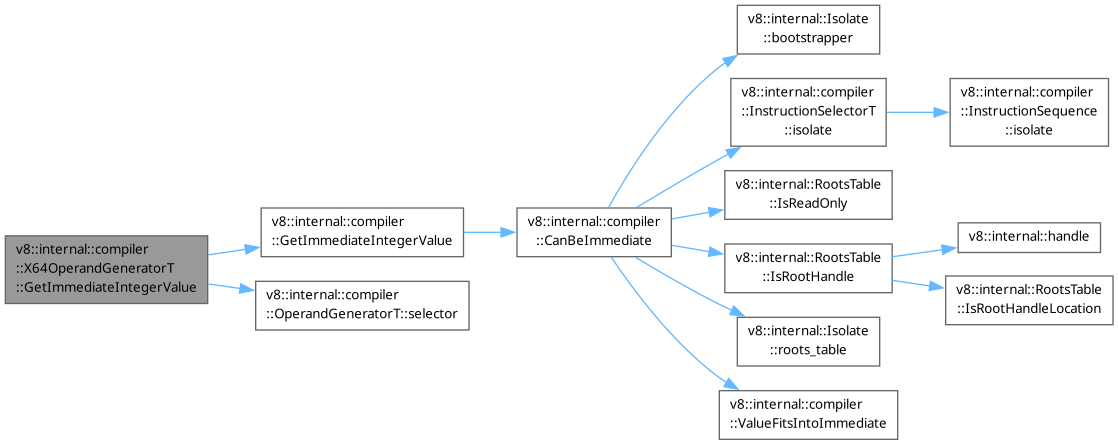 v8::internal::compiler
::X64OperandGeneratorT
::GetImmediateIntegerValue
v8::internal::compiler
::GetImmediateIntegerValue
v8::internal::compiler
::OperandGeneratorT::selector
v8::internal::compiler
::CanBeImmediate
v8::internal::Isolate
::bootstrapper
v8::internal::compiler
::InstructionSelectorT
::isolate
v8::internal::RootsTable
::IsReadOnly
v8::internal::RootsTable
::IsRootHandle
v8::internal::Isolate
::roots_table
v8::internal::compiler
::ValueFitsIntoImmediate
v8::internal::compiler
::InstructionSequence
::isolate
v8::internal::handle
v8::internal::RootsTable
::IsRootHandleLocation